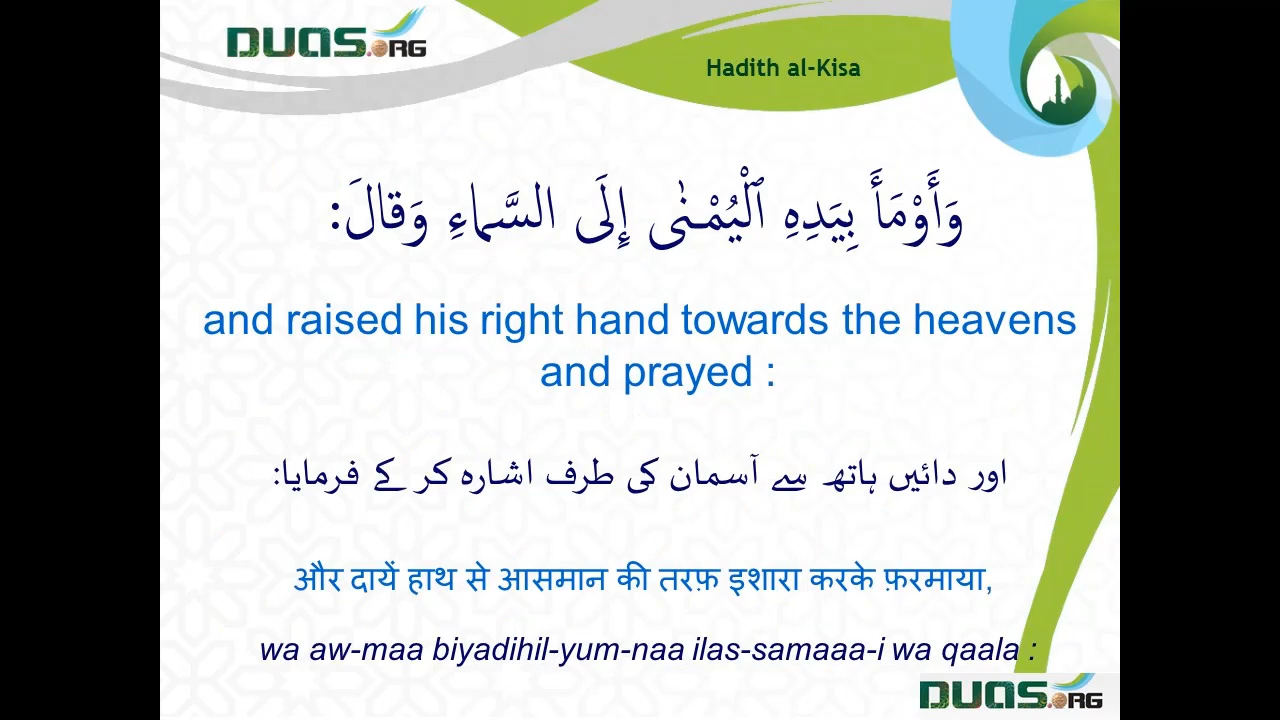 DUAS.ORG
Hadith al-Kisa
وَأَوْمَأَ بِيَدِهِ ٱلْيُمْنٰى إِلَى السَّمَاءِ وَقَالَ:
and raised his right hand towards the heavens
and prayed :
اور دائیں ہاتھ سے آسمان کی طرف اشارہ کر کے فرمایا:
और दायें हाथ से आसमान की तरफ़ इशारा करके फ़रमाया,
wa aw-maa biyadihil-yum-naa ilas-samaaa-i wa qaala :
DUAS.ORG